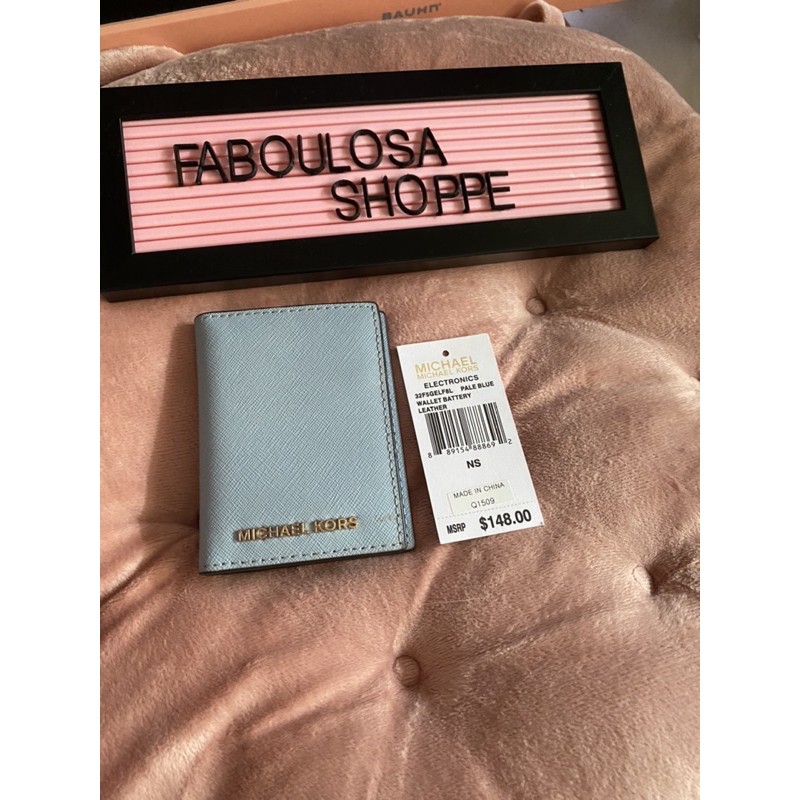 BAUHN
FABOULOSA
SHOPPE
MICHAEL KORS
MICHAEL
MICHAEL KORS
ELECTRONICS
32F5GELF8L PALE BLUE
WALLET BATTERY
LEATHER
8 89154 88869 2
NS
MADE IN CHINA
Q1509
MSRP $148.00